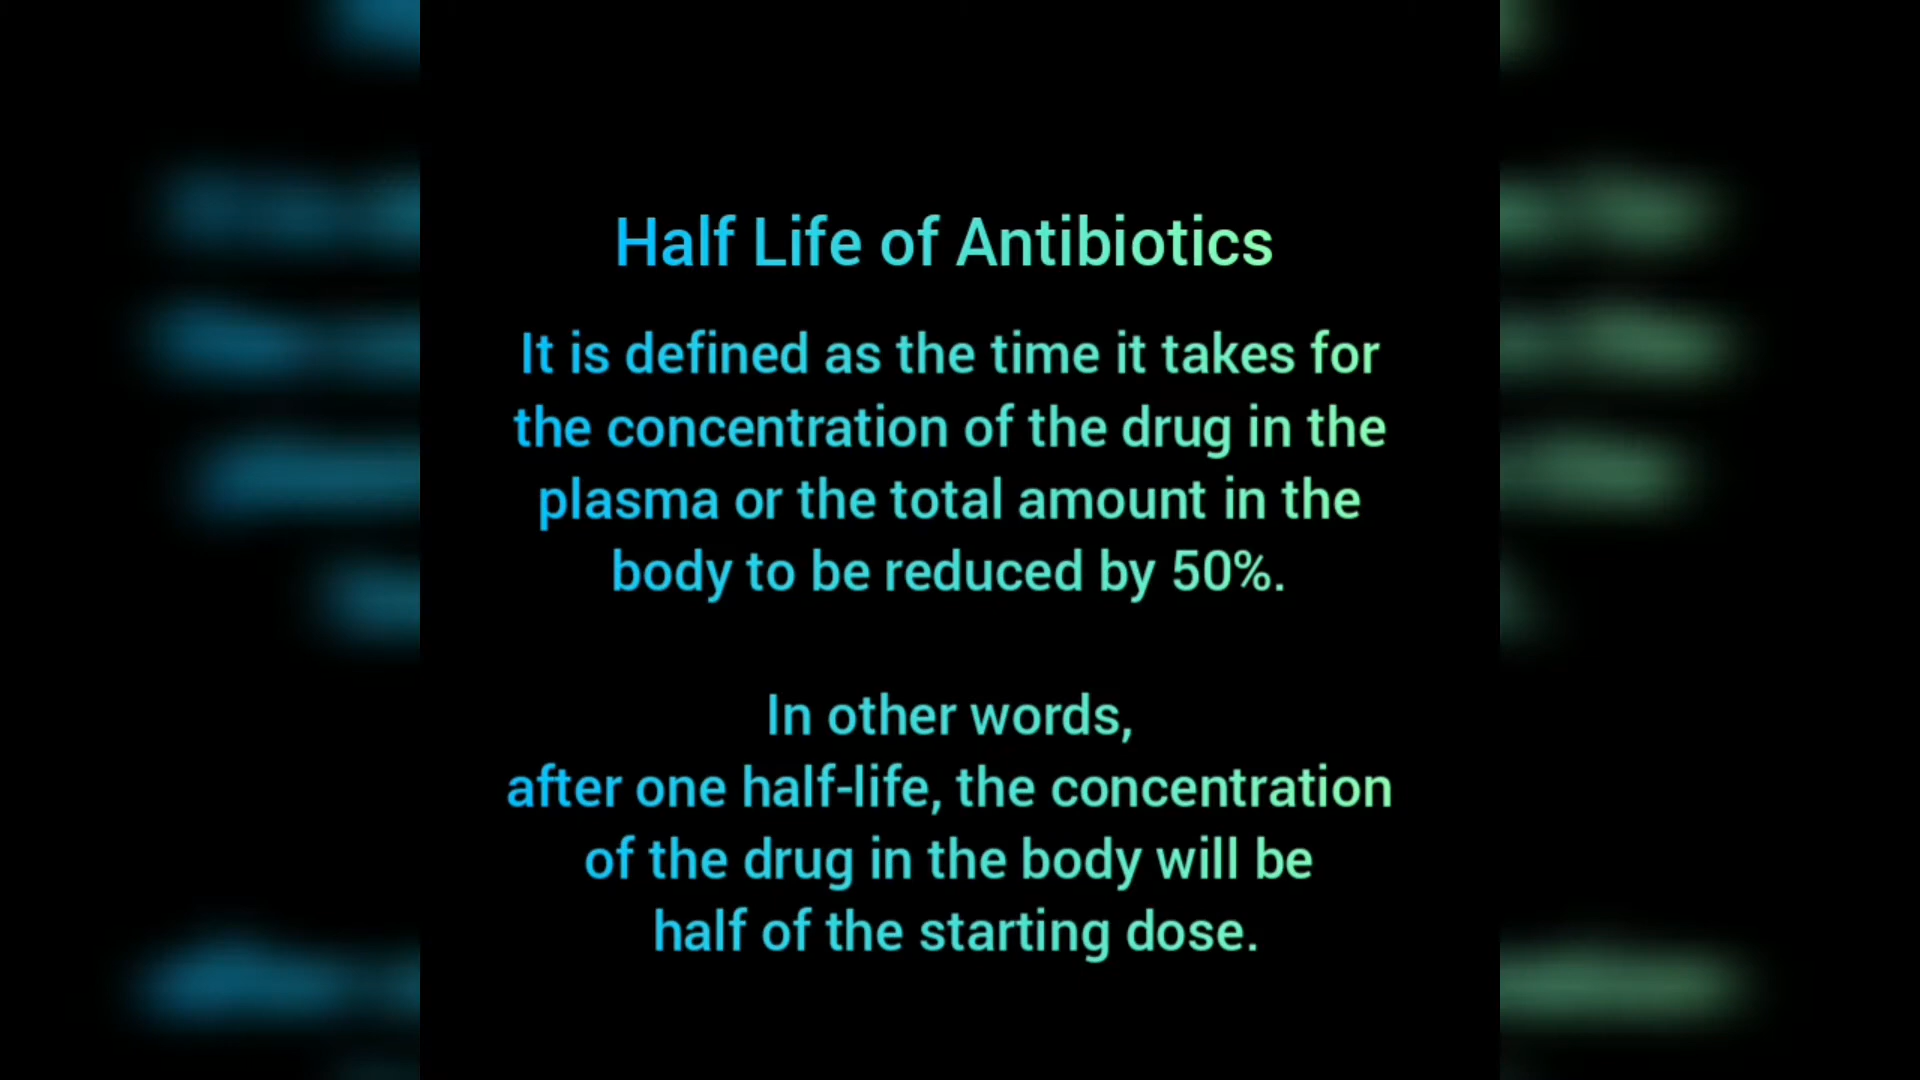 Half Life of Antibiotics
It is defined as the time it takes for
the concentration of the drug in the
plasma or the total amount in the
body to be reduced by 50%.
In other words,
after one half-life, the concentration
of the drug in the body will be
half of the starting dose.